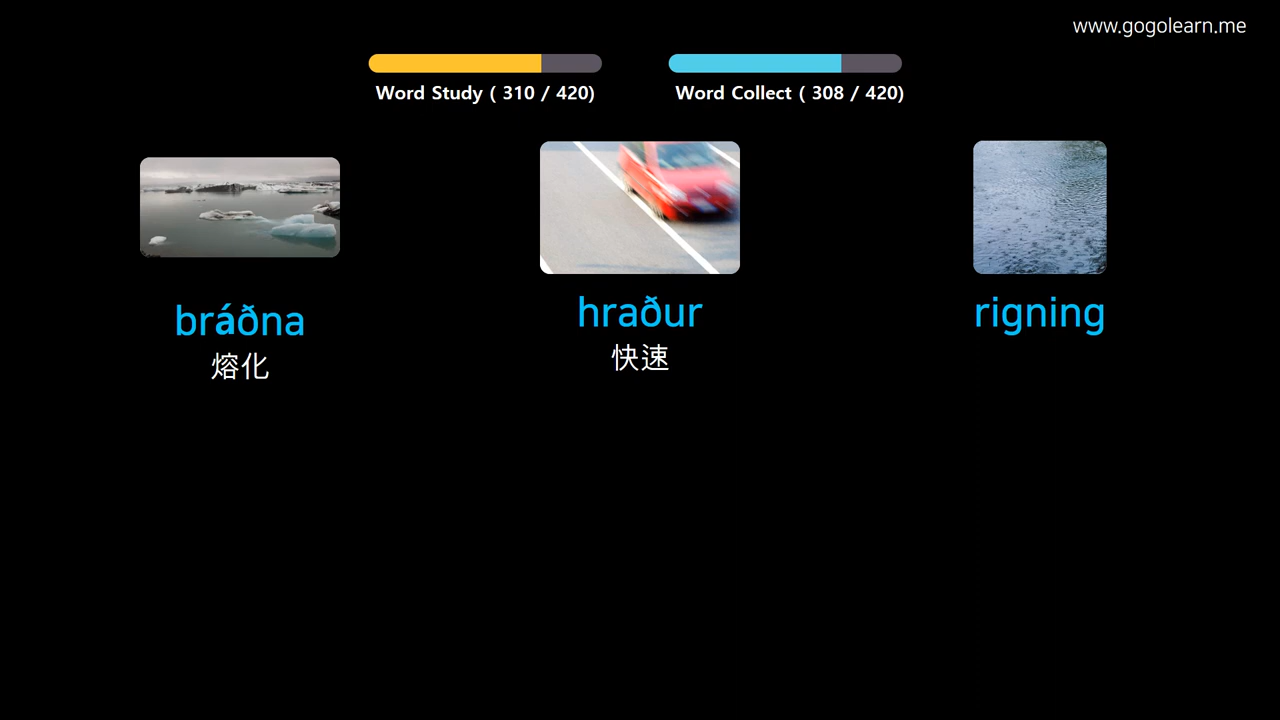 www.gogolearn.me
Word Study ( 310 / 420)
Word Collect ( 308 / 420)
bráðna
熔化
hraður
快速
rigning